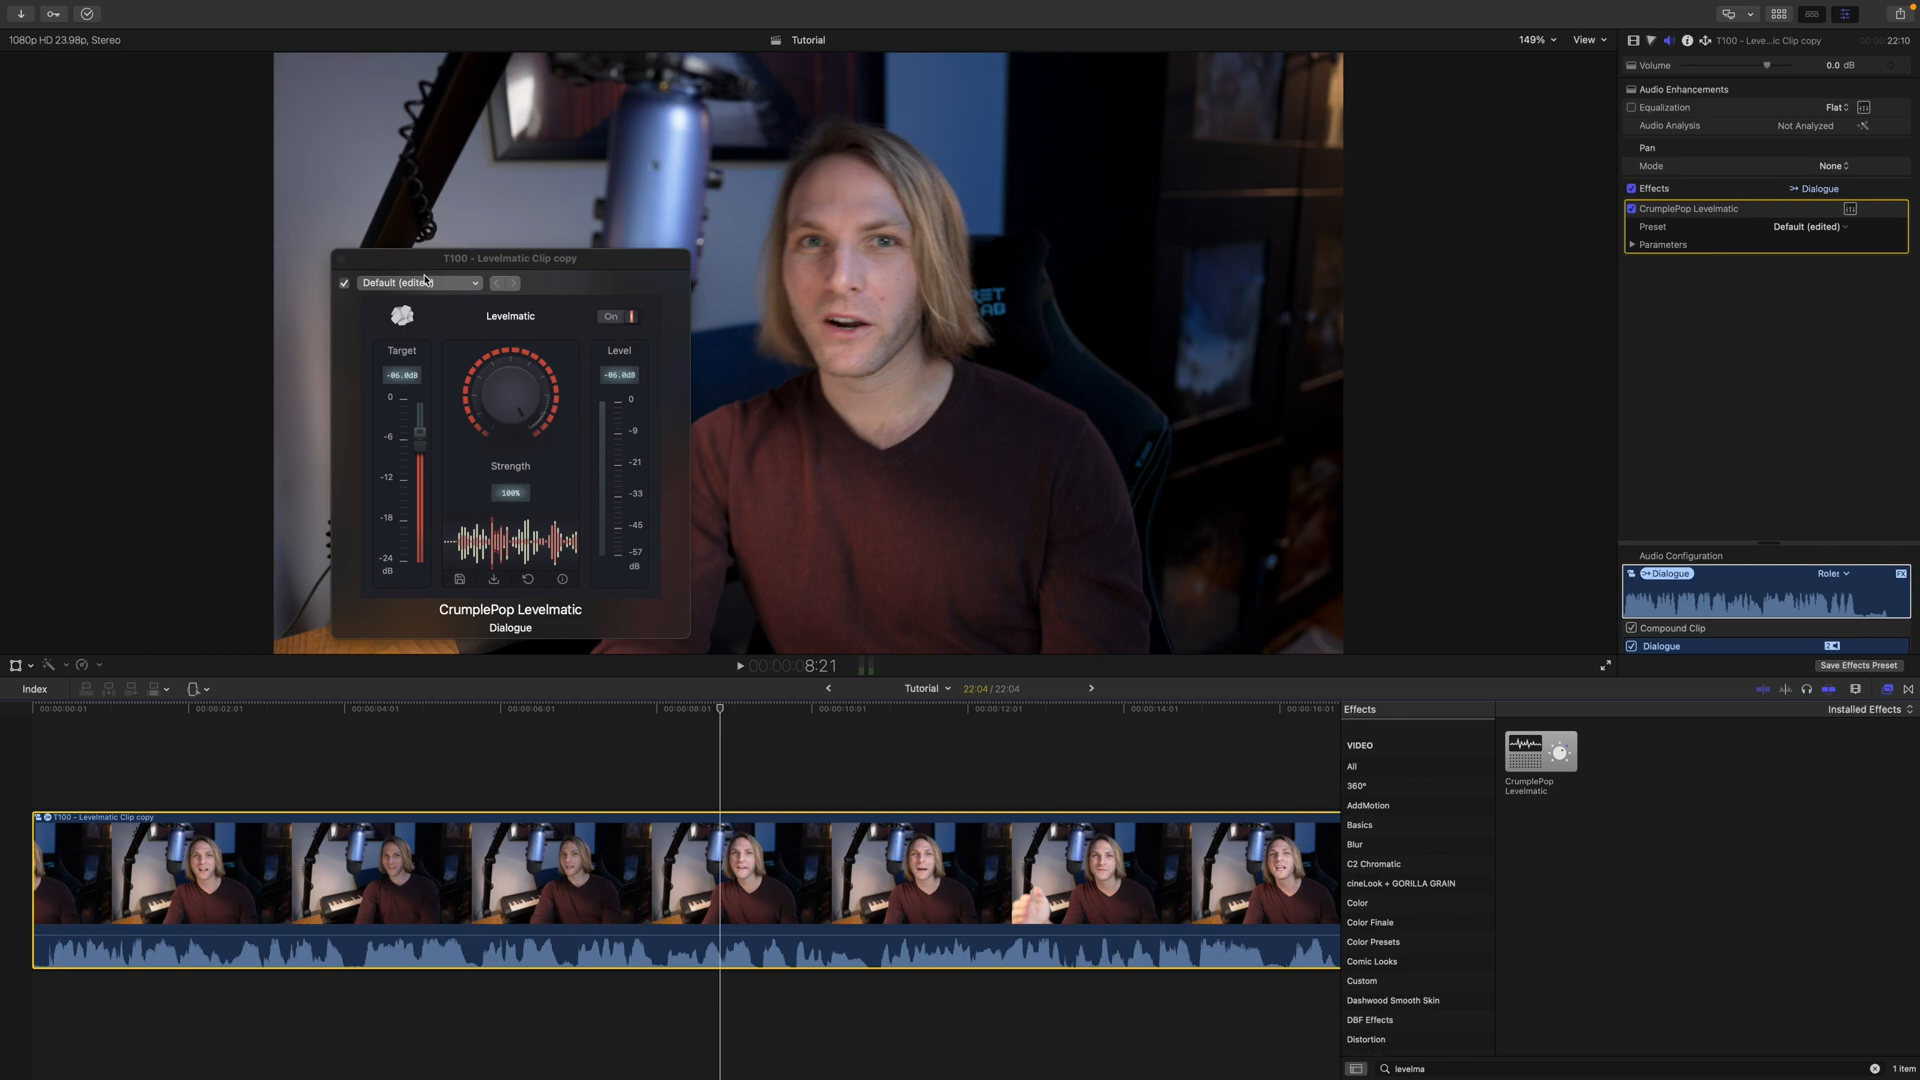 1080p HD 23.98p, Stereo
Tutorial
149%
View
T100 - Leve...ic Clip copy
00:00:22:10
Volume
0.0 dB
Audio Enhancements
Equalization
Flat
Audio Analysis
Not Analyzed
Pan
Mode
None
Effects
Dialogue
CrumplePop Levelmatic
Preset
Default (edited)
Parameters
T100 - Levelmatic Clip copy
Default (edited)
Levelmatic
On
Target
Level
-06.0dB
-06.0dB
0
-6
-12
-18
-24
dB
Strength
100%
0
-9
-21
-33
-45
-57
dB
CrumplePop Levelmatic
Dialogue
Audio Configuration
Dialogue
Roles
FX
Compound Clip
Dialogue
2
Save Effects Preset
00:00:08:21
Index
Tutorial
22:04 / 22:04
00:00:00:01
00:00:02:01
00:00:04:01
00:00:06:01
00:00:08:01
00:00:10:01
00:00:12:01
00:00:14:01
00:00:16:01
T100 - Levelmatic Clip copy
Effects
Installed Effects
VIDEO
All
360°
AddMotion
Basics
Blur
C2 Chromatic
cineLook + GORILLA GRAIN
Color
Color Finale
Color Presets
Comic Looks
Custom
Dashwood Smooth Skin
DBF Effects
Distortion
CrumplePop
Levelmatic
levelma
1 item